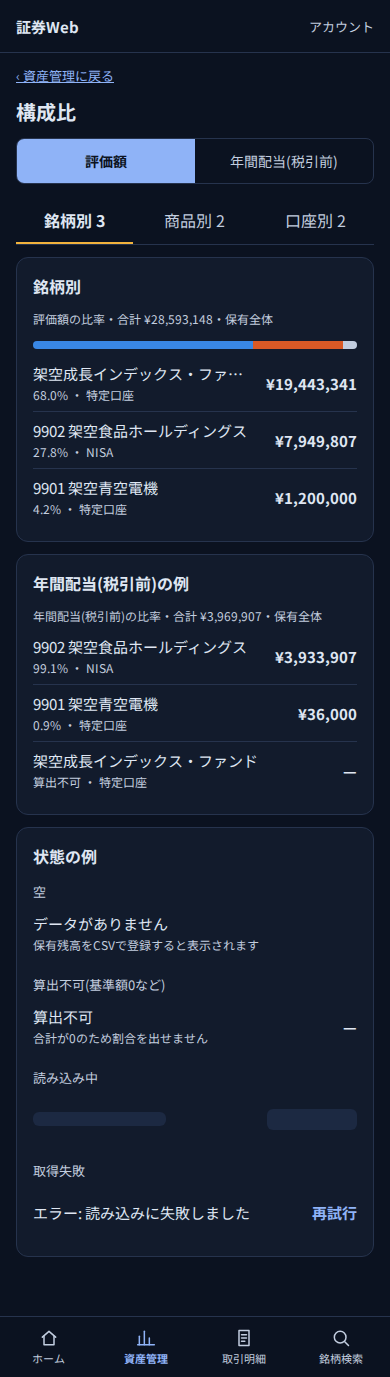 証券Web
アカウント
‹ 資産管理に戻る
構成比
評価額
年間配当(税引前)
銘柄別 3
商品別 2
口座別 2
銘柄別
評価額の比率・合計 ¥28,593,148・保有全体
架空成長インデックス・ファ…
¥19,443,341
68.0% ・ 特定口座
9902 架空食品ホールディングス
¥7,949,807
27.8% ・ NISA
9901 架空青空電機
¥1,200,000
4.2% ・ 特定口座
年間配当(税引前)の例
年間配当(税引前)の比率・合計 ¥3,969,907・保有全体
9902 架空食品ホールディングス
¥3,933,907
99.1% ・ NISA
9901 架空青空電機
¥36,000
0.9% ・ 特定口座
架空成長インデックス・ファンド
—
算出不可 ・ 特定口座
状態の例
空
データがありません
保有残高をCSVで登録すると表示されます
算出不可(基準額0など)
算出不可
—
合計が0のため割合を出せません
読み込み中
取得失敗
エラー: 読み込みに失敗しました
再試行
ホーム
資産管理
取引明細
銘柄検索